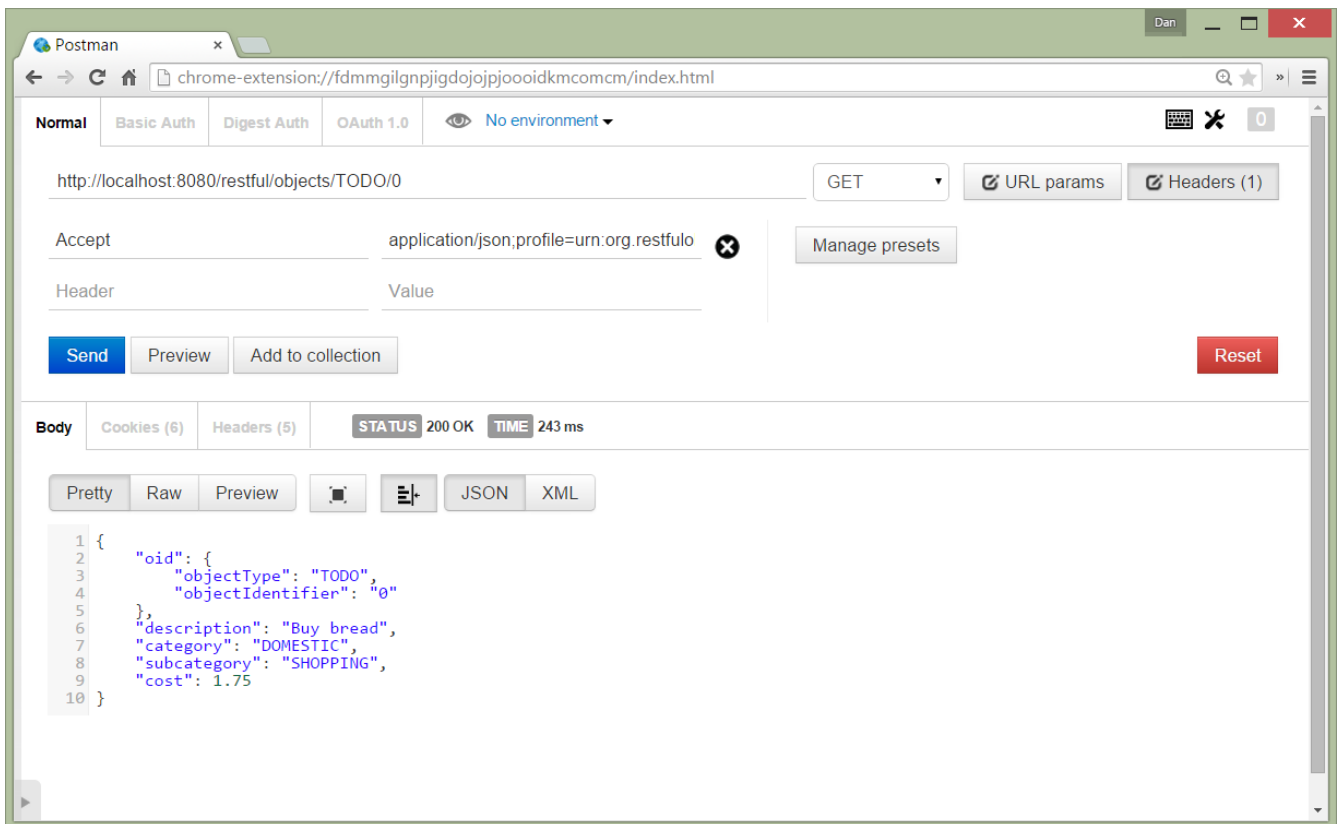 Dan
Postman
chrome-extension://fdmmgilgnpjigdojojpjoooidkmcomcm/index.html
Normal Basic Auth Digest Auth OAuth 1.0 No environment 0
http://localhost:8080/restful/objects/TODO/0 GET URL params Headers (1)
Accept application/json;profile=urn:org.restfulo Manage presets
Header Value
Send Preview Add to collection Reset
Body Cookies (6) Headers (5) STATUS 200 OK TIME 243 ms
Pretty Raw Preview JSON XML
1 {
2 "oid": {
3 "objectType": "TODO",
4 "objectIdentifier": "0"
5 },
6 "description": "Buy bread",
7 "category": "DOMESTIC",
8 "subcategory": "SHOPPING",
9 "cost": 1.75
10 }